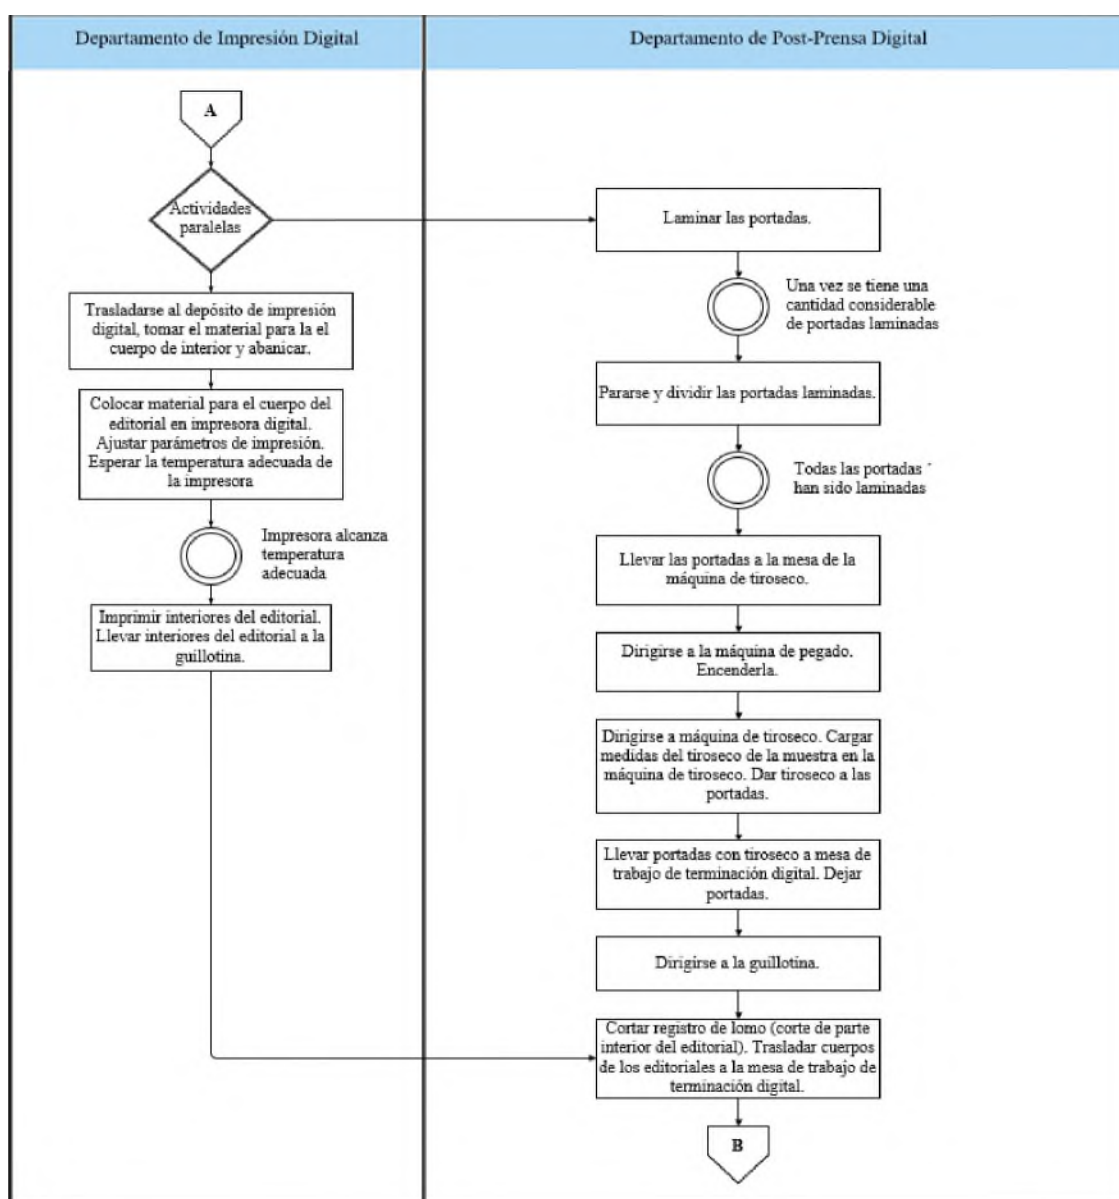 Departamento de Impresión Digital
Departamento de Post-Prensa Digital
A
Actividades
paralelas
Trasladarse al depósito de impresión
digital, tomar el material para la el
cuerpo de interior y abanicar.
Colocar material para el cuerpo del
editorial en impresora digital.
Ajustar parámetros de impresión.
Esperar la temperatura adecuada de
la impresora
Impresora alcanza
temperatura
adecuada
Imprimir interiores del editorial.
Llevar interiores del editorial a la
guillotina.
Laminar las portadas.
Una vez se tiene una
cantidad considerable
de portadas laminadas
Pararse y dividir las portadas laminadas.
Todas las portadas
han sido laminadas
Llevar las portadas a la mesa de la
máquina de tiroseco.
Dirigirse a la máquina de pegado.
Encenderla.
Dirigirse a máquina de tiroseco. Cargar
medidas del tiroseco de la muestra en la
máquina de tiroseco. Dar tiroseco a las
portadas.
Llevar portadas con tiroseco a mesa de
trabajo de terminación digital. Dejar
portadas.
Dirigirse a la guillotina.
Cortar registro de lomo (corte de parte
interior del editorial). Trasladar cuerpos
de los editoriales a la mesa de trabajo de
terminación digital.
B